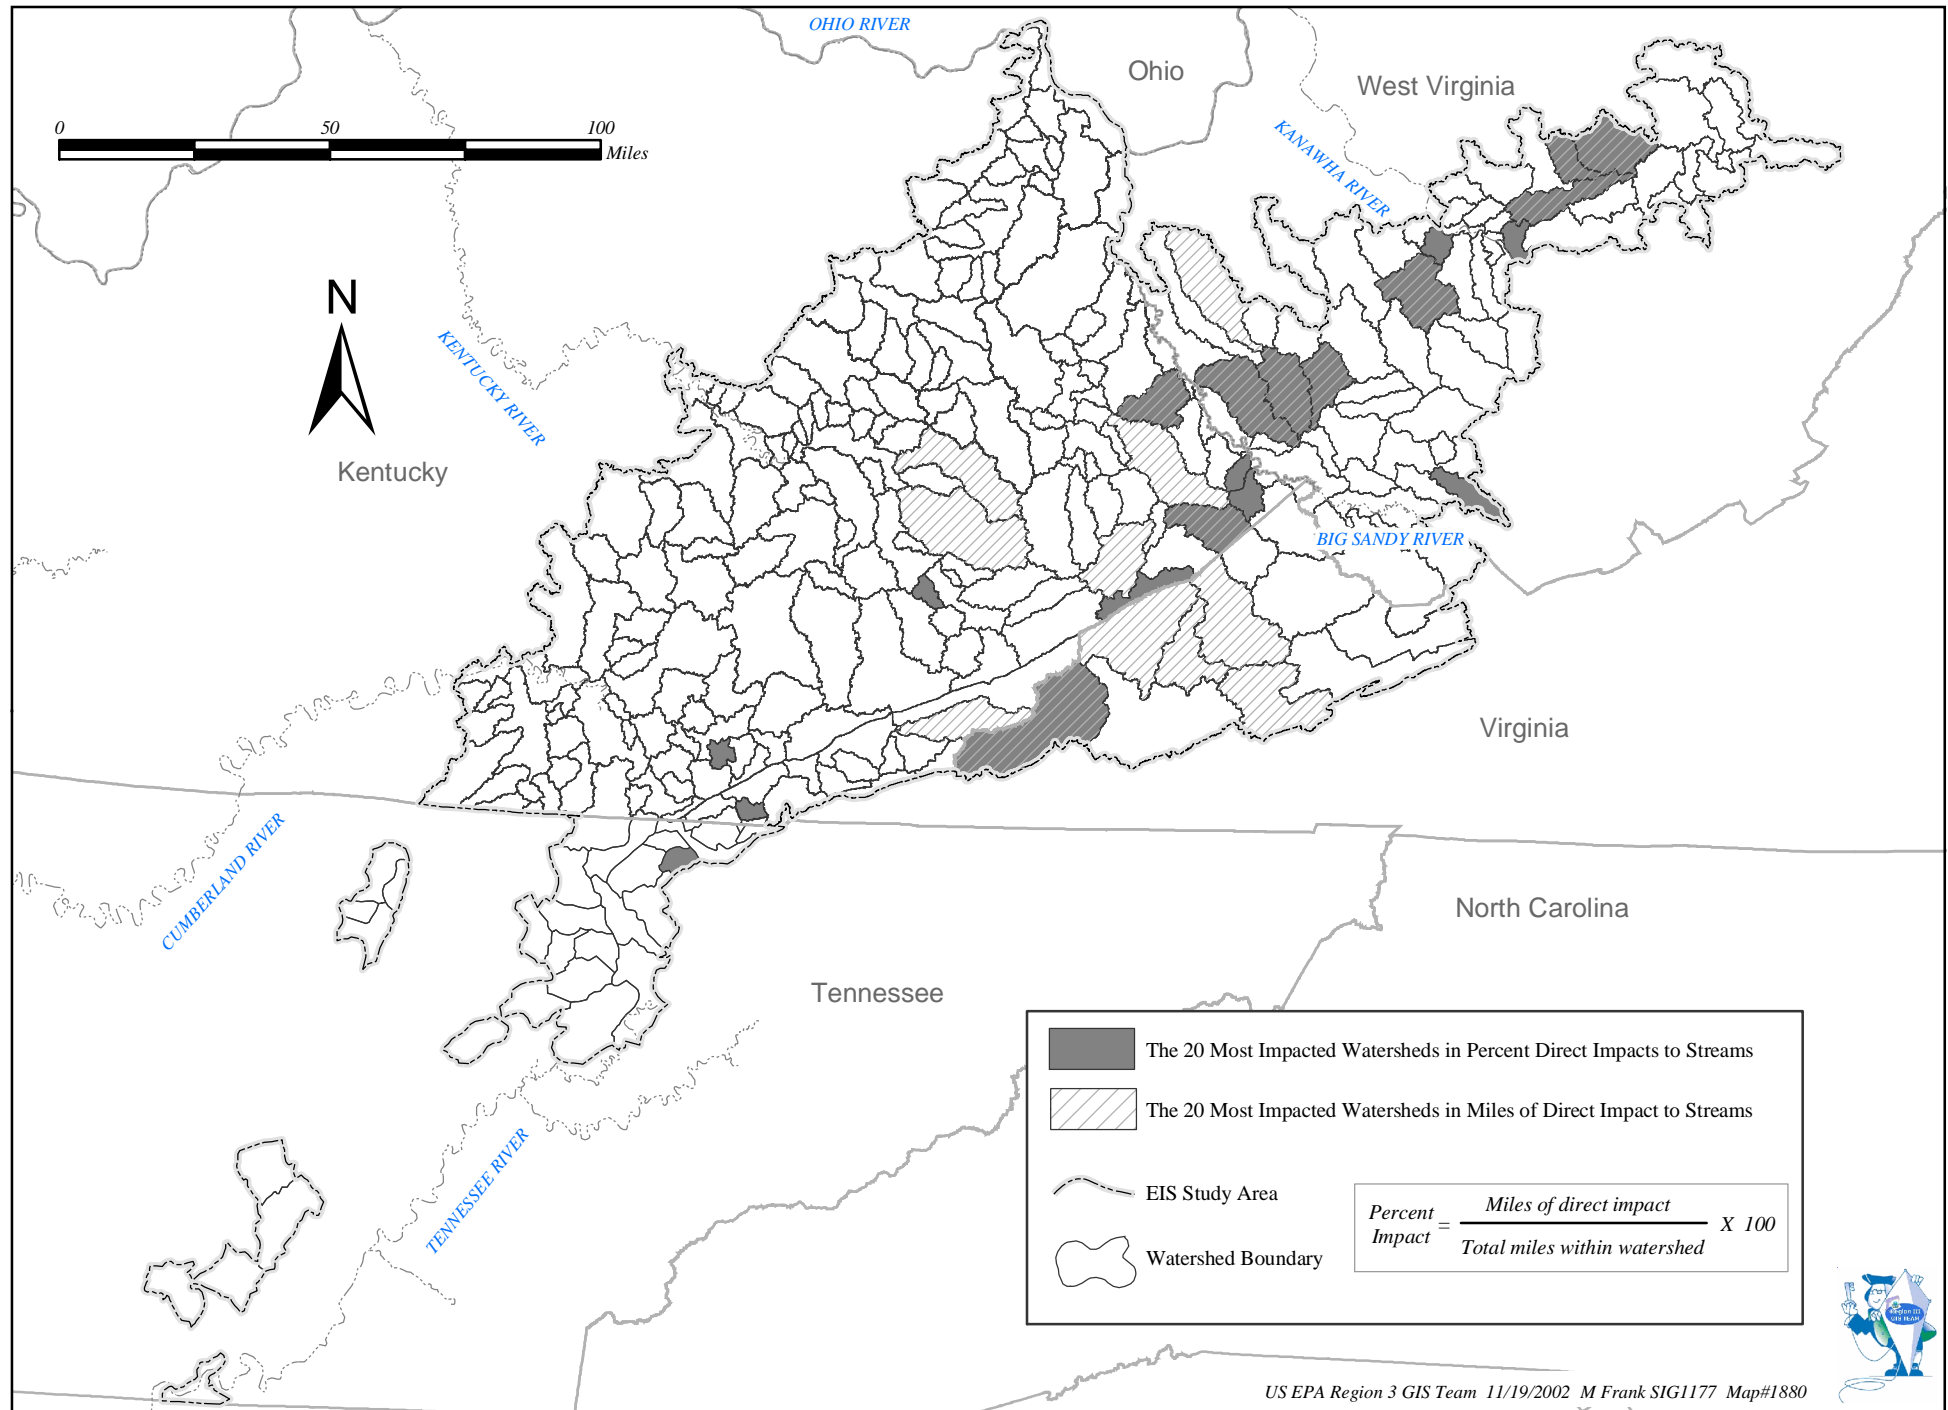 OHIO RIVER
Ohio
West Virginia
0 50 100
Miles
KANAWHA RIVER
N
KENTUCKY RIVER
Kentucky
BIG SANDY RIVER
Virginia
CUMBERLAND RIVER
North Carolina
Tennessee
TENNESSEE RIVER
The 20 Most Impacted Watersheds in Percent Direct Impacts to Streams
The 20 Most Impacted Watersheds in Miles of Direct Impact to Streams
EIS Study Area
Watershed Boundary
Percent Impact = Miles of direct impact / Total miles within watershed X 100
Region III
GIS TEAM
US EPA Region 3 GIS Team 11/19/2002 M Frank SIG1177 Map#1880